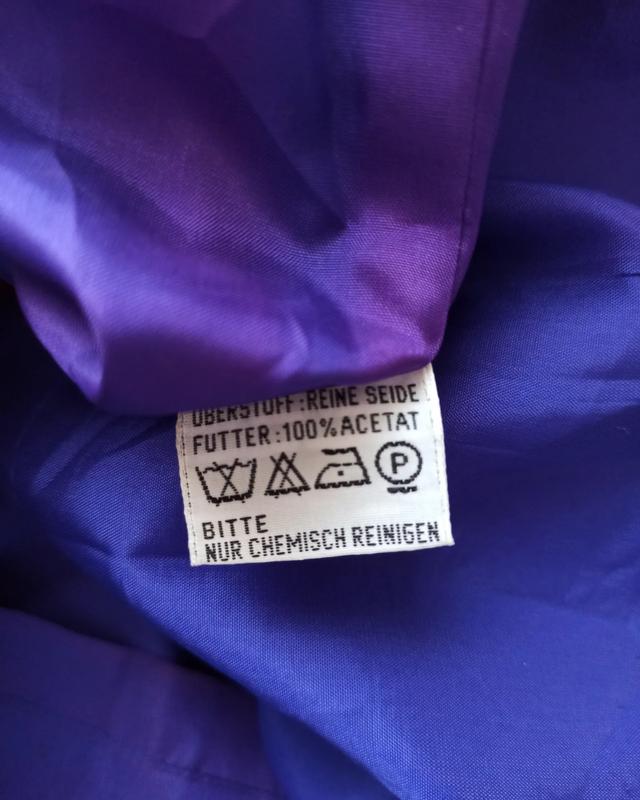 OBERSTOFF:REINE SEIDE
FUTTER:100%ACETAT
P
BITTE
NUR CHEMISCH REINIGEN